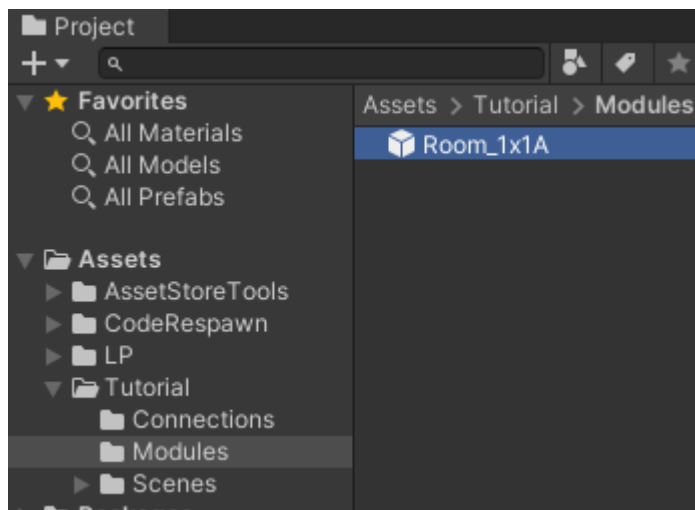 Project
Favorites
All Materials
All Models
All Prefabs
Assets
AssetStoreTools
CodeRespawn
LP
Tutorial
Connections
Modules
Scenes
Packages
Assets > Tutorial > Modules
Room_1x1A